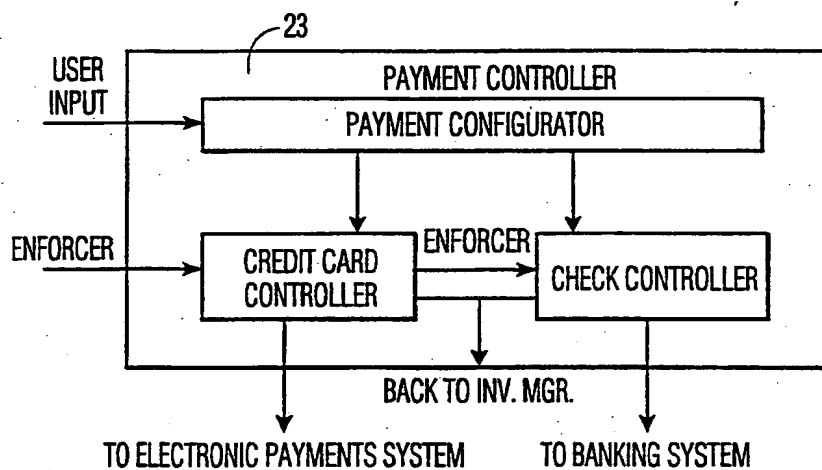 23
USER
INPUT
PAYMENT CONTROLLER
PAYMENT CONFIGURATOR
ENFORCER
CREDIT CARD
CONTROLLER
ENFORCER
CHECK CONTROLLER
BACK TO INV. MGR.
TO ELECTRONIC PAYMENTS SYSTEM
TO BANKING SYSTEM